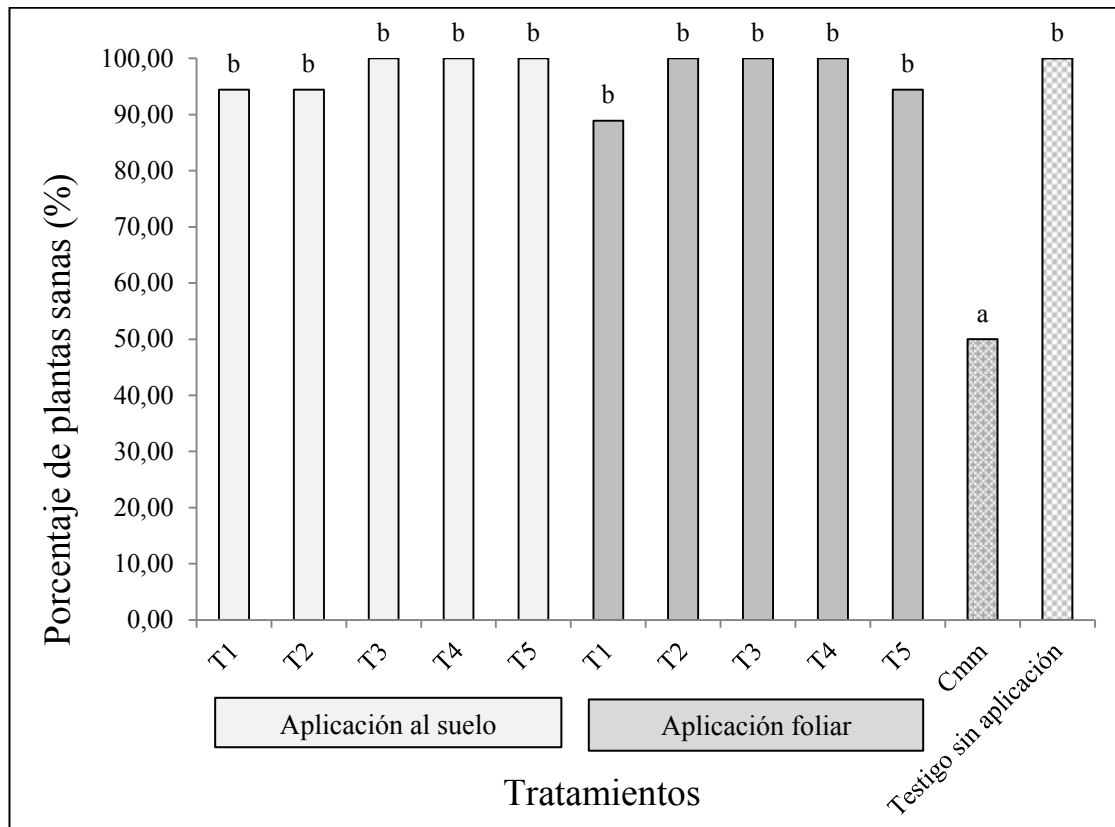 b b b b b b
100,00 b b b b
90,00 b
80,00
70,00
60,00
50,00 a
40,00
30,00
20,00
10,00
0,00
Porcentaje de plantas sanas (%)
T1 T2 T3 T4 T5 T1 T2 T3 T4 T5 Cmm Testigo sin aplicación
Aplicación al suelo Aplicación foliar
Tratamientos